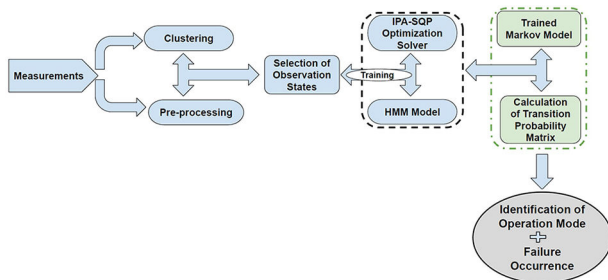 Measurements
Clustering
Pre-processing
Selection of
Observation
States
Training
IPA-SQP
Optimization
Solver
HMM Model
Trained
Markov Model
Calculation
of Transition
Probability
Matrix
Identification of
Operation Mode
Failure
Occurrence